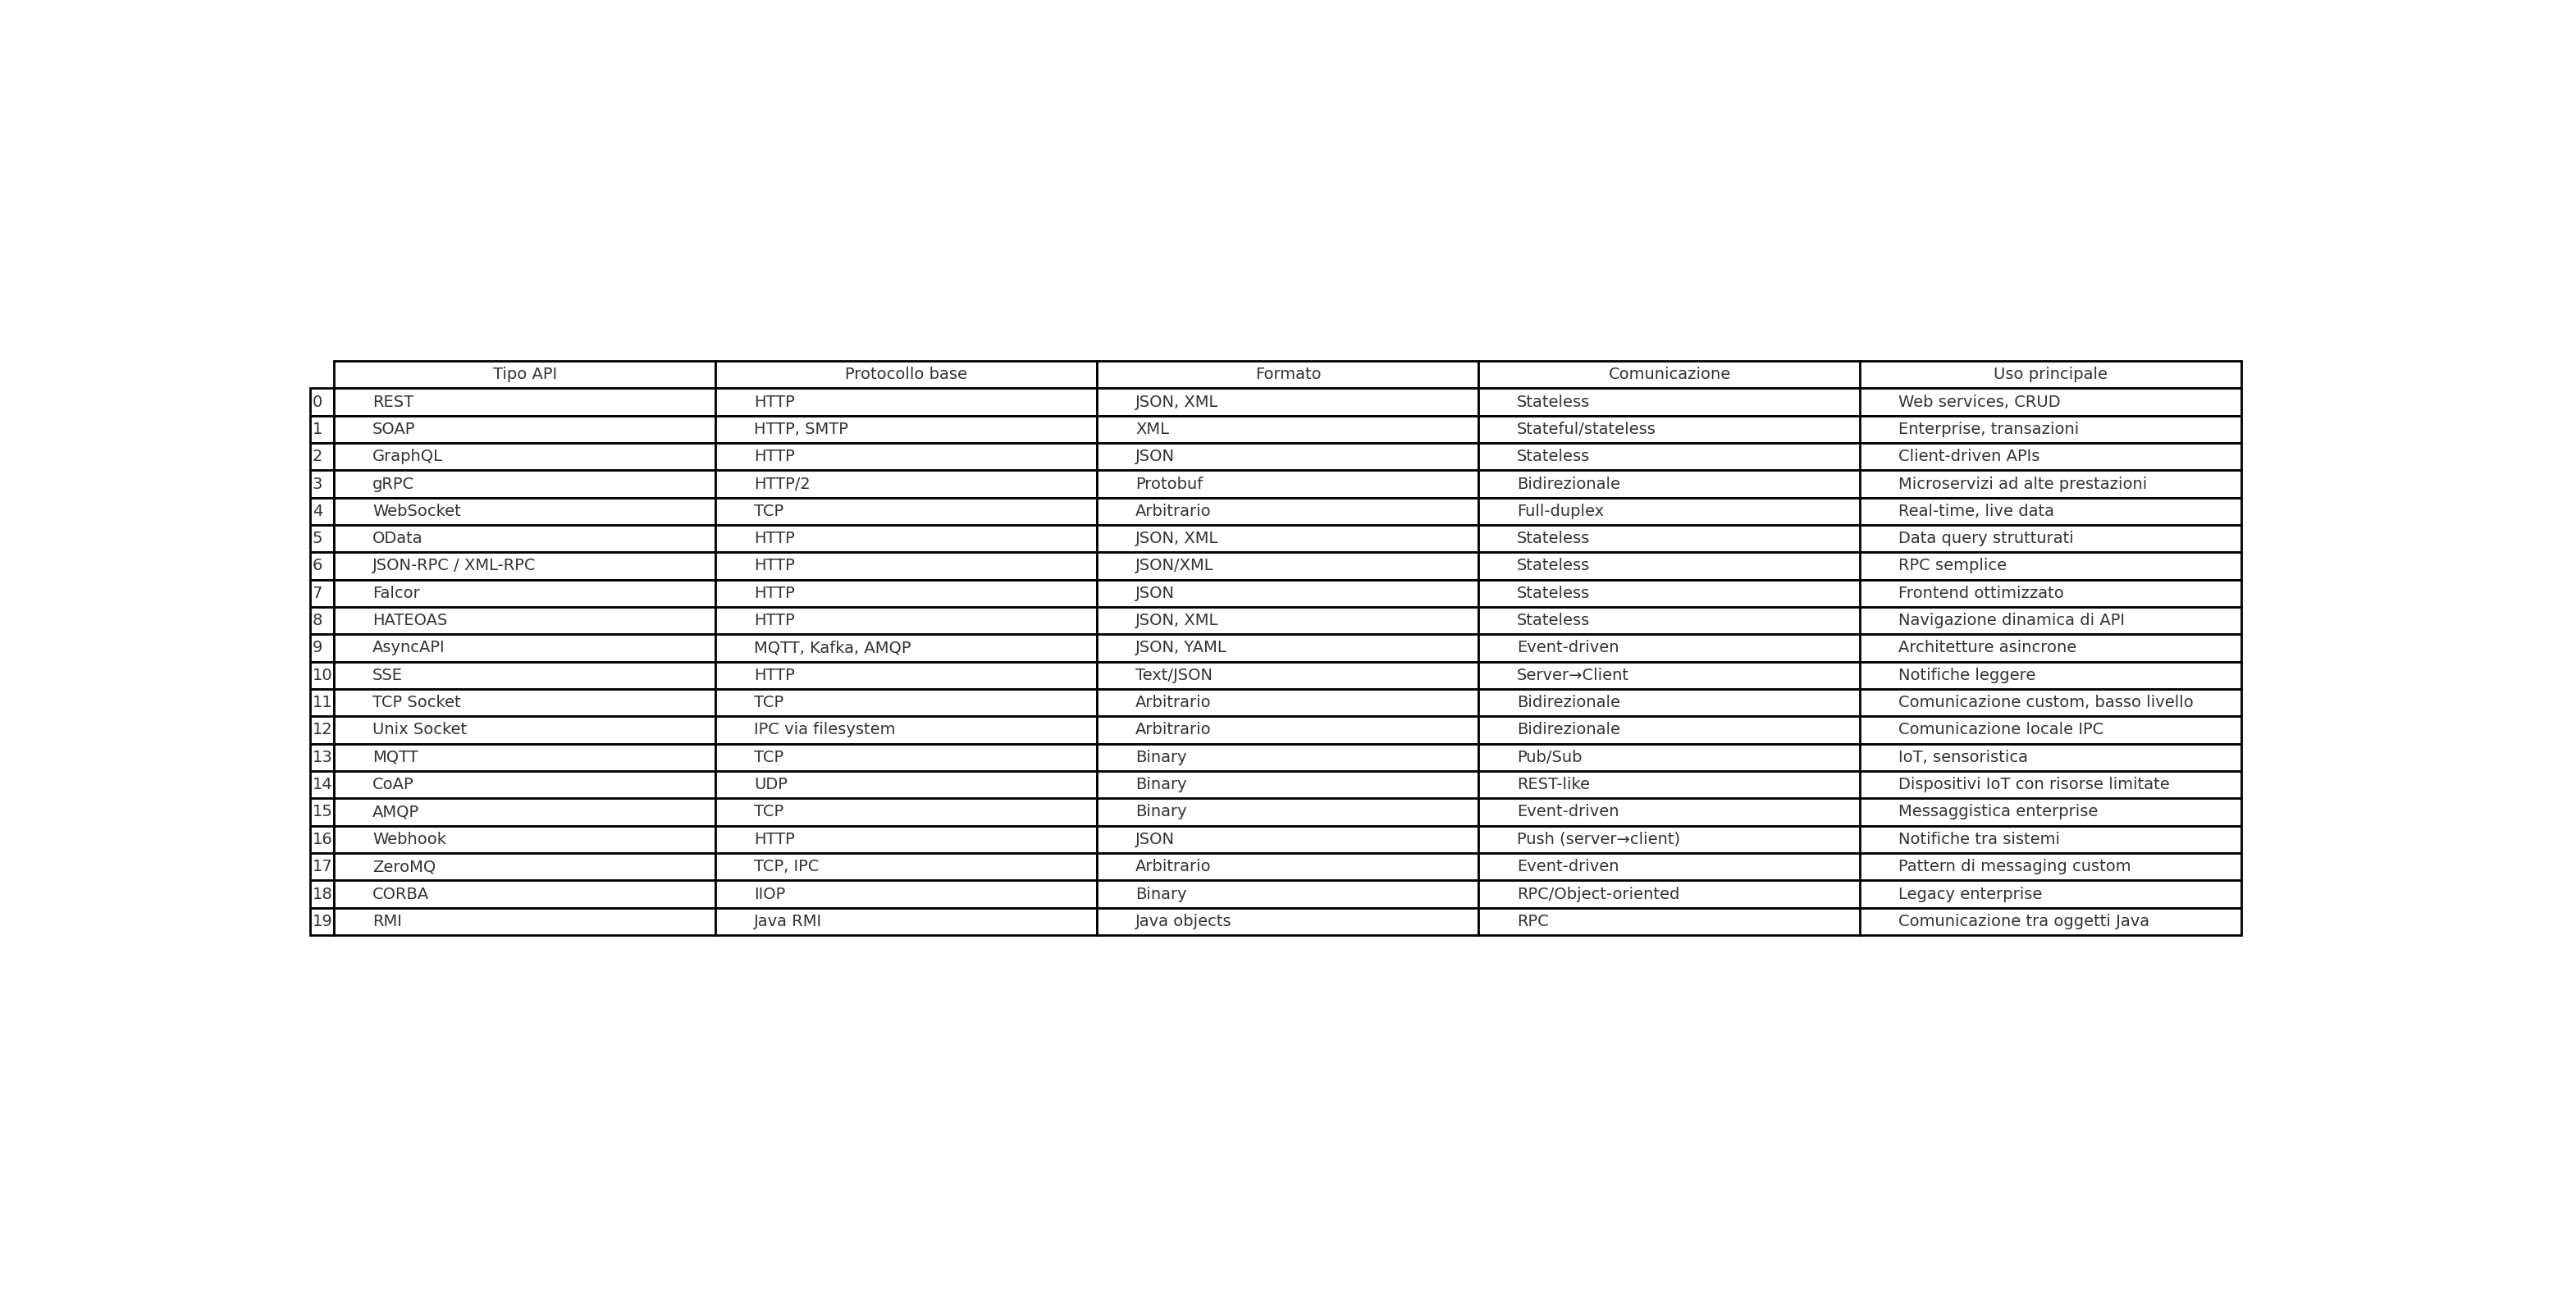 Tipo API Protocollo base Formato Comunicazione Uso principale
0 REST HTTP JSON, XML Stateless Web services, CRUD
1 SOAP HTTP, SMTP XML Stateful/stateless Enterprise, transazioni
2 GraphQL HTTP JSON Stateless Client-driven APIs
3 gRPC HTTP/2 Protobuf Bidirezionale Microservizi ad alte prestazioni
4 WebSocket TCP Arbitrario Full-duplex Real-time, live data
5 OData HTTP JSON, XML Stateless Data query strutturati
6 JSON-RPC / XML-RPC HTTP JSON/XML Stateless RPC semplice
7 Falcor HTTP JSON Stateless Frontend ottimizzato
8 HATEOAS HTTP JSON, XML Stateless Navigazione dinamica di API
9 AsyncAPI MQTT, Kafka, AMQP JSON, YAML Event-driven Architetture asincrone
10 SSE HTTP Text/JSON Server→Client Notifiche leggere
11 TCP Socket TCP Arbitrario Bidirezionale Comunicazione custom, basso livello
12 Unix Socket IPC via filesystem Arbitrario Bidirezionale Comunicazione locale IPC
13 MQTT TCP Binary Pub/Sub IoT, sensoristica
14 CoAP UDP Binary REST-like Dispositivi IoT con risorse limitate
15 AMQP TCP Binary Event-driven Messaggistica enterprise
16 Webhook HTTP JSON Push (server→client) Notifiche tra sistemi
17 ZeroMQ TCP, IPC Arbitrario Event-driven Pattern di messaging custom
18 CORBA IIOP Binary RPC/Object-oriented Legacy enterprise
19 RMI Java RMI Java objects RPC Comunicazione tra oggetti Java